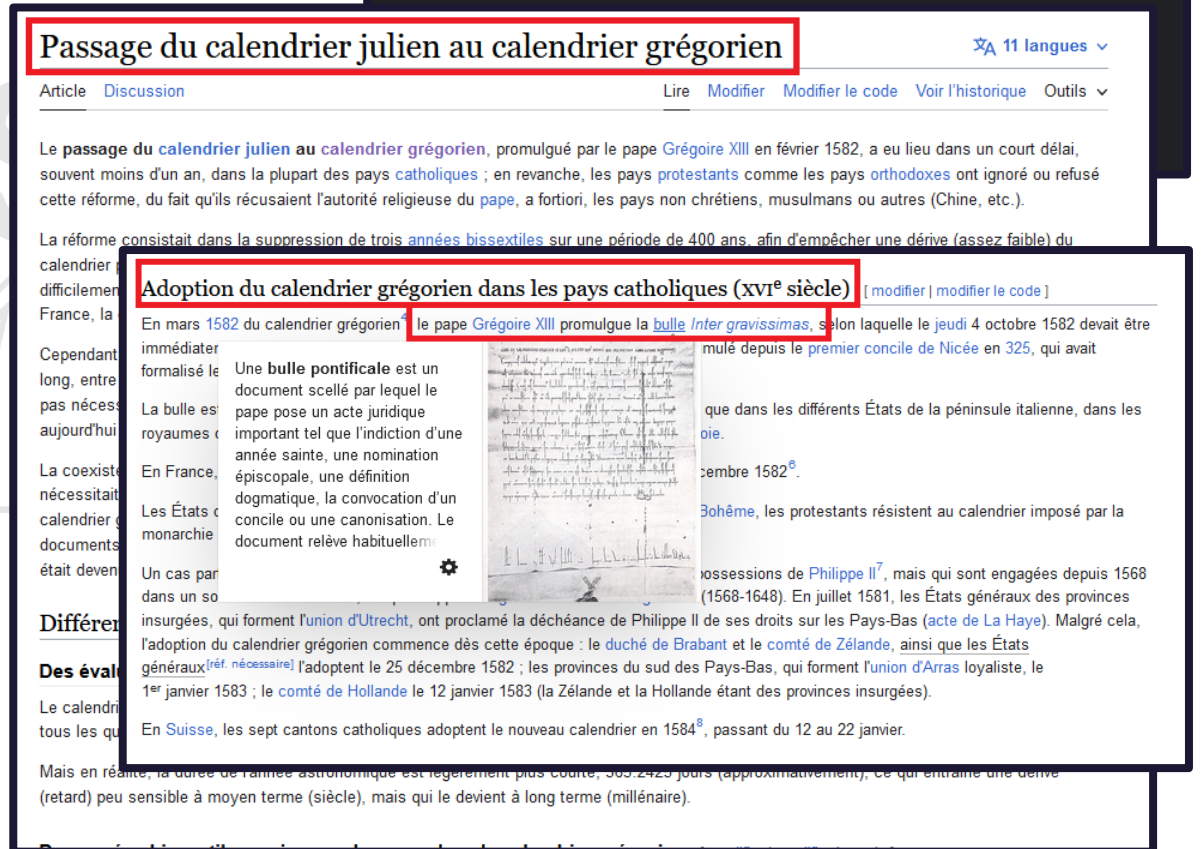 Passage du calendrier julien au calendrier grégorien
11 langues
Article Discussion Lire Modifier Modifier le code Voir l'historique Outils
Le passage du calendrier julien au calendrier grégorien, promulgué par le pape Grégoire XIII en février 1582, a eu lieu dans un court délai,
souvent moins d'un an, dans la plupart des pays catholiques ; en revanche, les pays protestants comme les pays orthodoxes ont ignoré ou refusé
cette réforme, du fait qu'ils récusaient l'autorité religieuse du pape, a fortiori, les pays non chrétiens, musulmans ou autres (Chine, etc.).
La réforme consistait dans la suppression de trois années bissextiles sur une période de 400 ans, afin d'empêcher une dérive (assez faible) du
calendrier
difficilemen
France, la
Cependant
long, entre
pas nécess
aujourd'hui
La coexiste
nécessitait
calendrier
documents
était deven
Différen
Des éval
Le calendri
tous les qu
Adoption du calendrier grégorien dans les pays catholiques (XVIe siècle) [ modifier | modifier le code ]
En mars 1582 du calendrier grégorien4 le pape Grégoire XIII promulgue la bulle Inter gravissimas, selon laquelle le jeudi 4 octobre 1582 devait être
immédiatem mulé depuis le premier concile de Nicée en 325, qui avait
formalisé le
La bulle es que dans les différents États de la péninsule italienne, dans les
royaumes oie.
En France, cembre 15826.
Les États Bohême, les protestants résistent au calendrier imposé par la
monarchie
Un cas par possessions de Philippe II7, mais qui sont engagées depuis 1568
dans un so (1568-1648). En juillet 1581, les États généraux des provinces
insurgées, qui forment l'union d'Utrecht, ont proclamé la déchéance de Philippe II de ses droits sur les Pays-Bas (acte de La Haye). Malgré cela,
l'adoption du calendrier grégorien commence dès cette époque : le duché de Brabant et le comté de Zélande, ainsi que les États
généraux[réf. nécessaire] l'adoptent le 25 décembre 1582 ; les provinces du sud des Pays-Bas, qui forment l'union d'Arras loyaliste, le
1er janvier 1583 ; le comté de Hollande le 12 janvier 1583 (la Zélande et la Hollande étant des provinces insurgées).
En Suisse, les sept cantons catholiques adoptent le nouveau calendrier en 15848, passant du 12 au 22 janvier.
Une bulle pontificale est un
document scellé par lequel le
pape pose un acte juridique
important tel que l'indiction d'une
année sainte, une nomination
épiscopale, une définition
dogmatique, la convocation d'un
concile ou une canonisation. Le
document relève habituellem
Mais en réalité, la durée de l'année astronomique est légèrement plus courte, 365.2425 jours (approximativement), ce qui entraîne une dérive
(retard) peu sensible à moyen terme (siècle), mais qui le devient à long terme (millénaire).